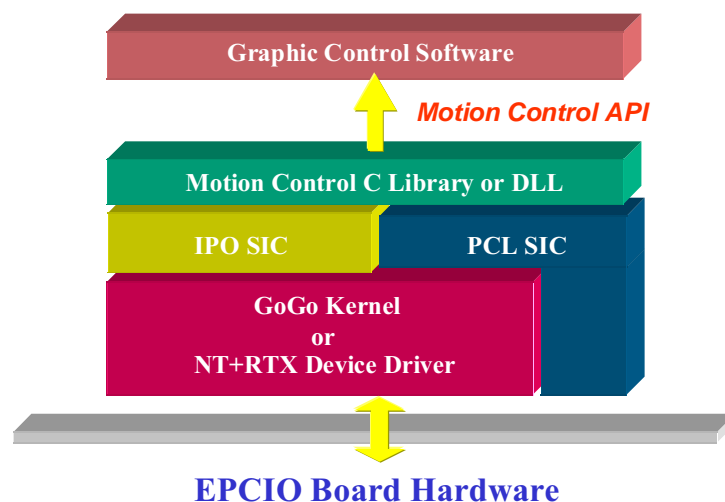 Graphic Control Software
Motion Control API
Motion Control C Library or DLL
IPO SIC
PCL SIC
GoGo Kernel
or
NT+RTX Device Driver
EPCIO Board Hardware